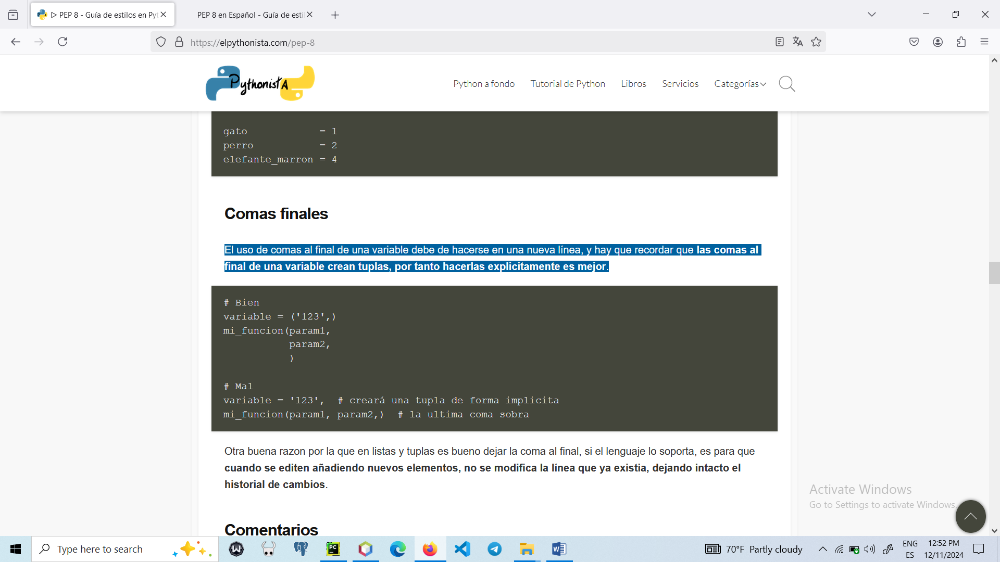 ▷ PEP 8 - Guía de estilos en Pyt
PEP 8 en Español - Guía de esti
https://elpythonista.com/pep-8
PythonistA
Python a fondo
Tutorial de Python
Libros
Servicios
Categorías
gato = 1
perro = 2
elefante_marron = 4
Comas finales
El uso de comas al final de una variable debe de hacerse en una nueva línea, y hay que recordar que las comas al
final de una variable crean tuplas, por tanto hacerlas explicitamente es mejor.
# Bien
variable = ('123',)
mi_funcion(param1,
param2,
)
# Mal
variable = '123', # creará una tupla de forma implicita
mi_funcion(param1, param2,) # la ultima coma sobra
Otra buena razon por la que en listas y tuplas es bueno dejar la coma al final, si el lenguaje lo soporta, es para que
cuando se editen añadiendo nuevos elementos, no se modifica la línea que ya existia, dejando intacto el
historial de cambios.
Comentarios
Activate Windows
Go to Settings to activate Windows.
Type here to search
PC
W
70°F Partly cloudy
ENG
ES
12:52 PM
12/11/2024